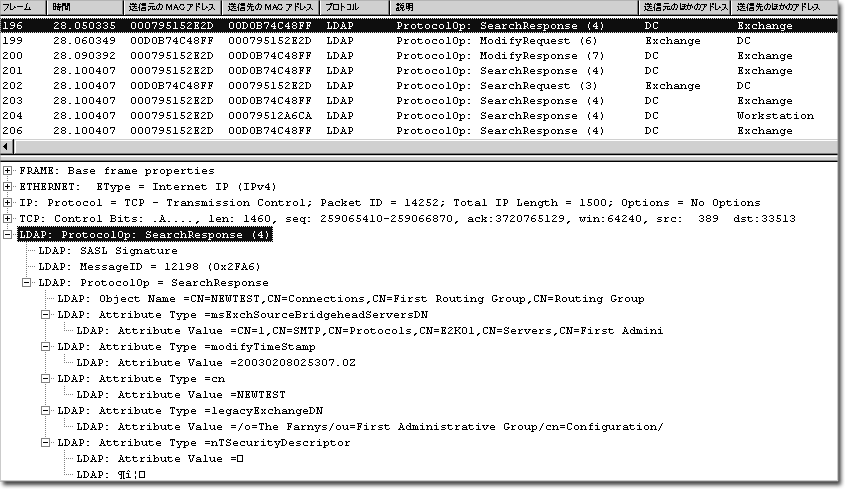 フレーム 時間 送信元の MAC アドレス 送信先の MAC アドレス プロトコル 説明 送信元のほかのアドレス 送信先のほかのアドレス
196 28.050335 000795152E2D 00D0B74C48FF LDAP ProtocolOp: SearchResponse (4) DC Exchange
199 28.060349 00D0B74C48FF 000795152E2D LDAP ProtocolOp: ModifyRequest (6) Exchange DC
200 28.090392 000795152E2D 00D0B74C48FF LDAP ProtocolOp: ModifyResponse (7) DC Exchange
201 28.100407 000795152E2D 00D0B74C48FF LDAP ProtocolOp: SearchResponse (4) DC Exchange
202 28.100407 00D0B74C48FF 000795152E2D LDAP ProtocolOp: SearchRequest (3) Exchange DC
203 28.100407 000795152E2D 00D0B74C48FF LDAP ProtocolOp: SearchResponse (4) DC Exchange
204 28.100407 000795152E2D 00079512A6CA LDAP ProtocolOp: SearchResponse (4) DC Workstation
206 28.100407 000795152E2D 00D0B74C48FF LDAP ProtocolOp: SearchResponse (4) DC Exchange
FRAME: Base frame properties
ETHERNET: EType = Internet IP (IPv4)
IP: Protocol = TCP - Transmission Control; Packet ID = 14252; Total IP Length = 1500; Options = No Options
TCP: Control Bits: .A...., len: 1460, seq: 259065410-259066870, ack:3720765129, win:64240, src: 389 dst:33513
LDAP: ProtocolOp: SearchResponse (4)
LDAP: SASL Signature
LDAP: MessageID = 12198 (0x2FA6)
LDAP: ProtocolOp = SearchResponse
LDAP: Object Name =CN=NEWTEST,CN=Connections,CN=First Routing Group,CN=Routing Group
LDAP: Attribute Type =msExchSourceBridgeheadServersDN
LDAP: Attribute Value =CN=1,CN=SMTP,CN=Protocols,CN=E2K01,CN=Servers,CN=First Admini
LDAP: Attribute Type =modifyTimeStamp
LDAP: Attribute Value =20030208025307.0Z
LDAP: Attribute Type =cn
LDAP: Attribute Value =NEWTEST
LDAP: Attribute Type =legacyExchangeDN
LDAP: Attribute Value =/o=The Farnys/ou=First Administrative Group/cn=Configuration/
LDAP: Attribute Type =nTSecurityDescriptor
LDAP: Attribute Value =□
LDAP: ¶î¦□